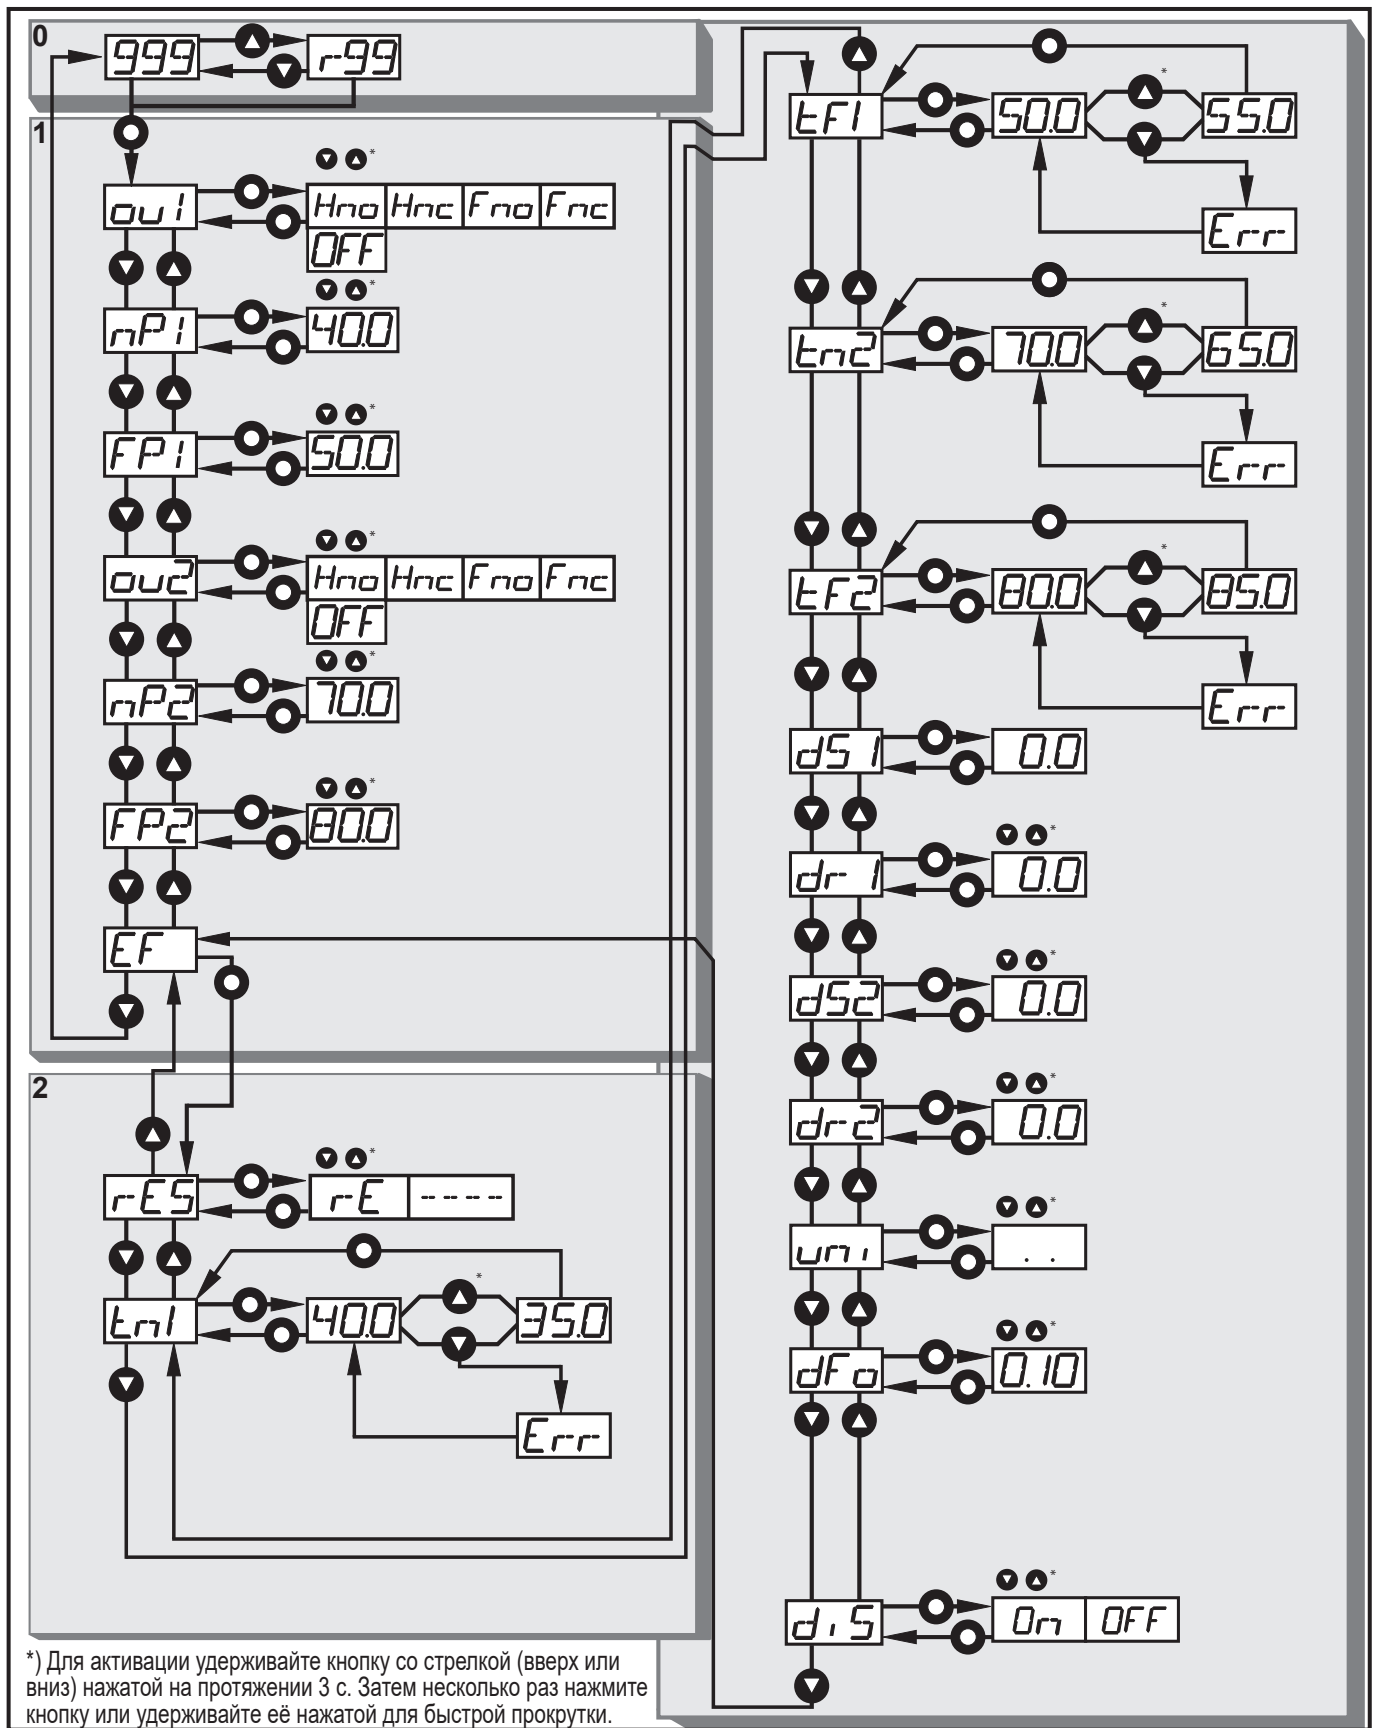 0
999 r99
1
ou1 Hno Hnc Fno Fnc
OFF
*
nP1 40.0
*
FP1 50.0
*
ou2 Hno Hnc Fno Fnc
OFF
*
nP2 70.0
*
FP2 80.0
*
EF
2
rES rE ----
*
tn1 40.0 35.0
*
Err
tF1 50.0 55.0
*
Err
tn2 70.0 65.0
*
Err
tF2 80.0 85.0
*
Err
dS1 0.0
dr1 0.0
*
dS2 0.0
*
dr2 0.0
*
uni . .
*
dFo 0.10
*
diS On OFF
*
*) Для активации удерживайте кнопку со стрелкой (вверх или
вниз) нажатой на протяжении 3 с. Затем несколько раз нажмите
кнопку или удерживайте её нажатой для быстрой прокрутки.